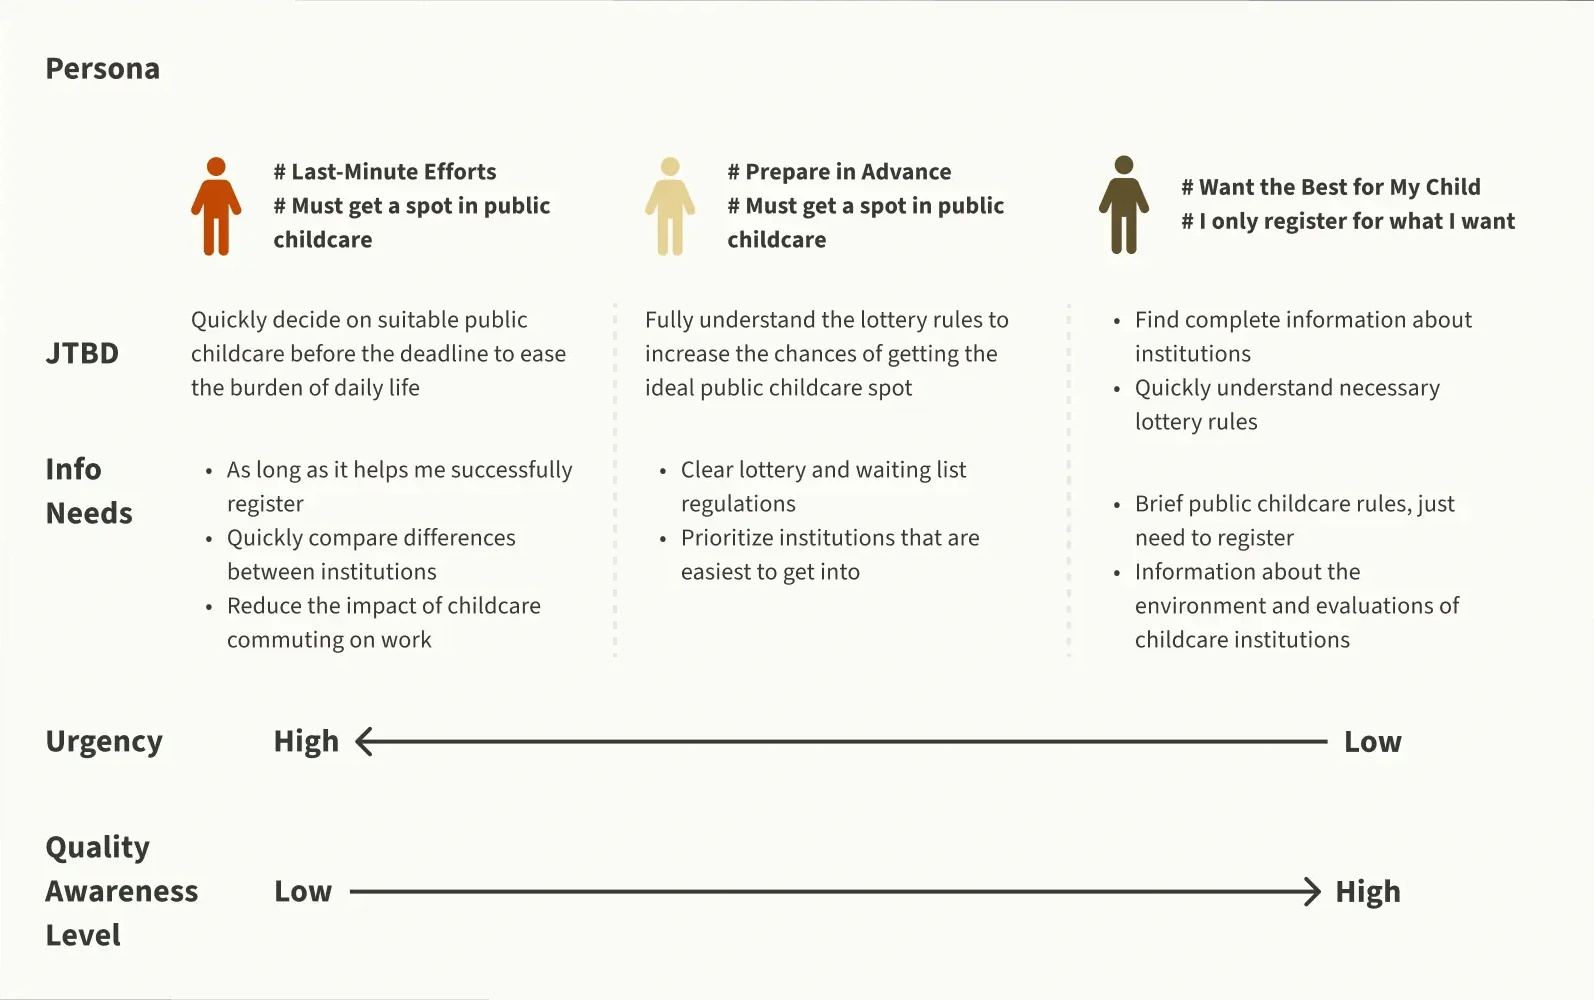 Persona
# Last-Minute Efforts
# Must get a spot in public
childcare
# Prepare in Advance
# Must get a spot in public
childcare
# Want the Best for My Child
# I only register for what I want
JTBD
Quickly decide on suitable public
childcare before the deadline to ease
the burden of daily life
Fully understand the lottery rules to
increase the chances of getting the
ideal public childcare spot
• Find complete information about
institutions
• Quickly understand necessary
lottery rules
Info
Needs
• As long as it helps me successfully
register
• Quickly compare differences
between institutions
• Reduce the impact of childcare
commuting on work
• Clear lottery and waiting list
regulations
• Prioritize institutions that are
easiest to get into
• Brief public childcare rules, just
need to register
• Information about the
environment and evaluations of
childcare institutions
Urgency
High
Low
Quality
Awareness
Level
Low
High